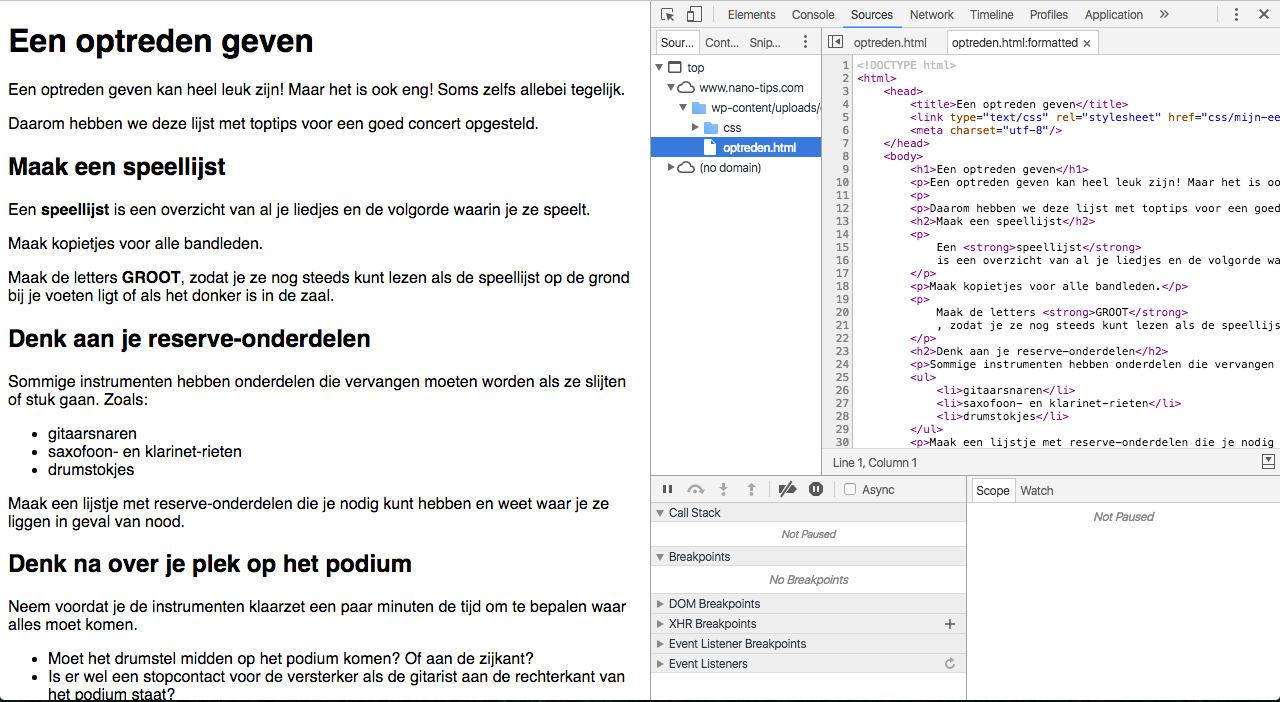 Een optreden geven
Een optreden geven kan heel leuk zijn! Maar het is ook eng! Soms zelfs allebei tegelijk.
Daarom hebben we deze lijst met toptips voor een goed concert opgesteld.
Maak een speellijst
Een speellijst is een overzicht van al je liedjes en de volgorde waarin je ze speelt.
Maak kopietjes voor alle bandleden.
Maak de letters GROOT, zodat je ze nog steeds kunt lezen als de speellijst op de grond
bij je voeten ligt of als het donker is in de zaal.
Denk aan je reserve-onderdelen
Sommige instrumenten hebben onderdelen die vervangen moeten worden als ze slijten
of stuk gaan. Zoals:
• gitaarsnaren
• saxofoon- en klarinet-rieten
• drumstokjes
Maak een lijstje met reserve-onderdelen die je nodig kunt hebben en weet waar je ze
liggen in geval van nood.
Denk na over je plek op het podium
Neem voordat je de instrumenten klaarzet een paar minuten de tijd om te bepalen waar
alles moet komen.
• Moet het drumstel midden op het podium komen? Of aan de zijkant?
• Is er wel een stopcontact voor de versterker als de gitarist aan de rechterkant van
het podium staat?
Elements Console Sources Network Timeline Profiles Application »
Sour... Cont... Snip...
top
www.nano-tips.com
wp-content/uploads/
css
optreden.html
(no domain)
optreden.html optreden.html:formatted ×
1 <!DOCTYPE html>
2 <html>
3 <head>
4 <title>Een optreden geven</title>
5 <link type="text/css" rel="stylesheet" href="css/mijn-ee
6 <meta charset="utf-8"/>
7 </head>
8 <body>
9 <h1>Een optreden geven</h1>
10 <p>Een optreden geven kan heel leuk zijn! Maar het is oo
11 <p>
12 <p>Daarom hebben we deze lijst met toptips voor een goed
13 <h2>Maak een speellijst</h2>
14 <p>
15 Een <strong>speellijst</strong>
16 is een overzicht van al je liedjes en de volgorde wa
17 </p>
18 <p>Maak kopietjes voor alle bandleden.</p>
19 <p>
20 Maak de letters <strong>GROOT</strong>
21 , zodat je ze nog steeds kunt lezen als de speellijs
22 </p>
23 <h2>Denk aan je reserve-onderdelen</h2>
24 <p>Sommige instrumenten hebben onderdelen die vervangen
25 <ul>
26 <li>gitaarsnaren</li>
27 <li>saxofoon- en klarinet-rieten</li>
28 <li>drumstokjes</li>
29 </ul>
30 <p>Maak een lijstje met reserve-onderdelen die je nodig
Line 1, Column 1
Async
Call Stack
Not Paused
Breakpoints
No Breakpoints
DOM Breakpoints
XHR Breakpoints +
Event Listener Breakpoints
Event Listeners
Scope Watch
Not Paused